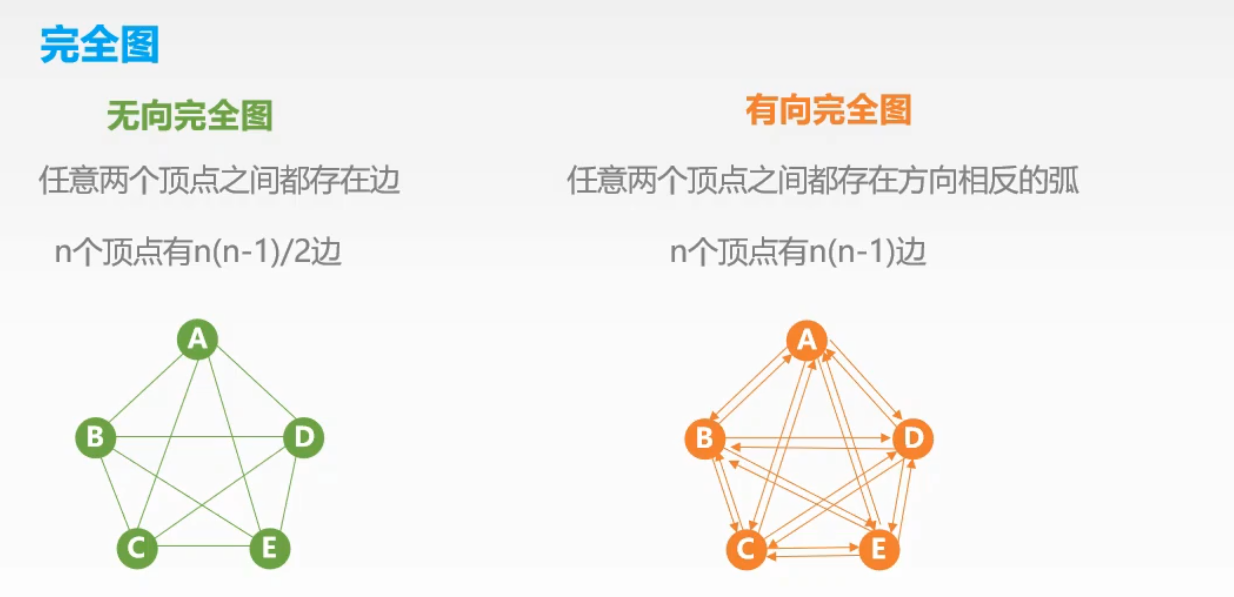 完全图
无向完全图
任意两个顶点之间都存在边
n个顶点有n(n-1)/2边
A
B
D
C
E
有向完全图
任意两个顶点之间都存在方向相反的弧
n个顶点有n(n-1)边
A
B
D
C
E